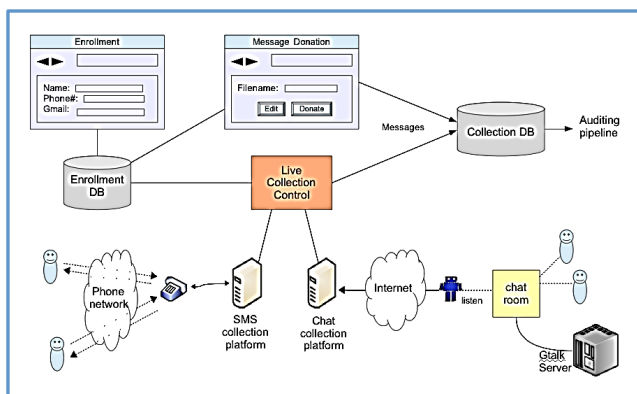 Enrollment
Name:
Phone#:
Gmail:
Message Donation
Filename:
Edit
Donate
Messages
Collection DB
Auditing
pipeline
Enrollment
DB
Live
Collection
Control
Phone
network
SMS
collection
platform
Chat
collection
platform
Internet
listen
chat
room
Gtalk
Server